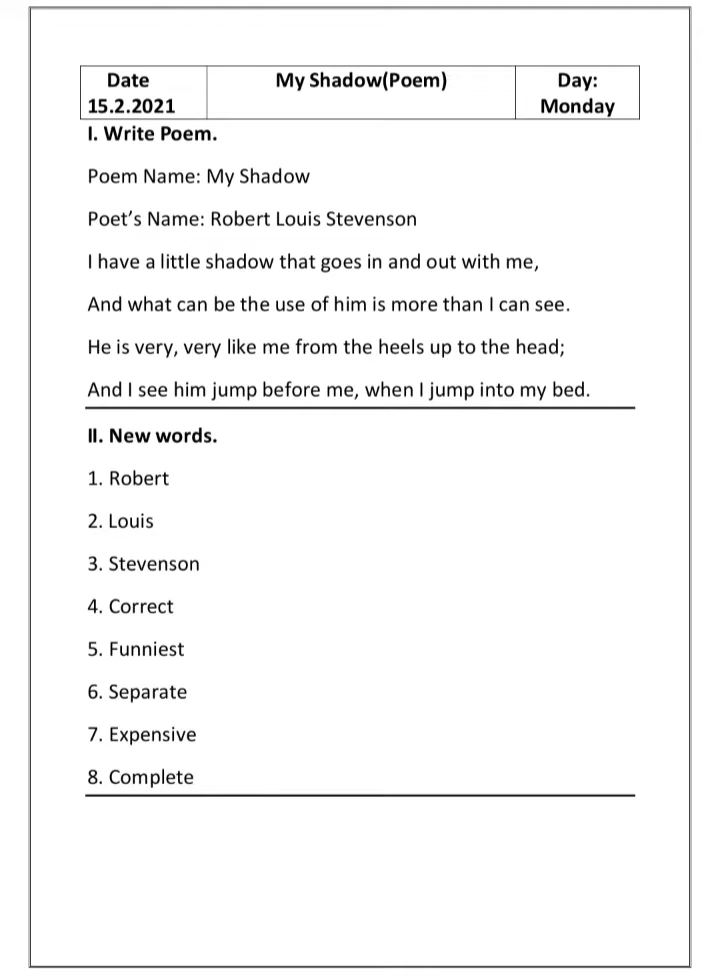 Date
15.2.2021
My Shadow(Poem)
Day:
Monday
I. Write Poem.
Poem Name: My Shadow
Poet’s Name: Robert Louis Stevenson
I have a little shadow that goes in and out with me,
And what can be the use of him is more than I can see.
He is very, very like me from the heels up to the head;
And I see him jump before me, when I jump into my bed.
II. New words.
1. Robert
2. Louis
3. Stevenson
4. Correct
5. Funniest
6. Separate
7. Expensive
8. Complete